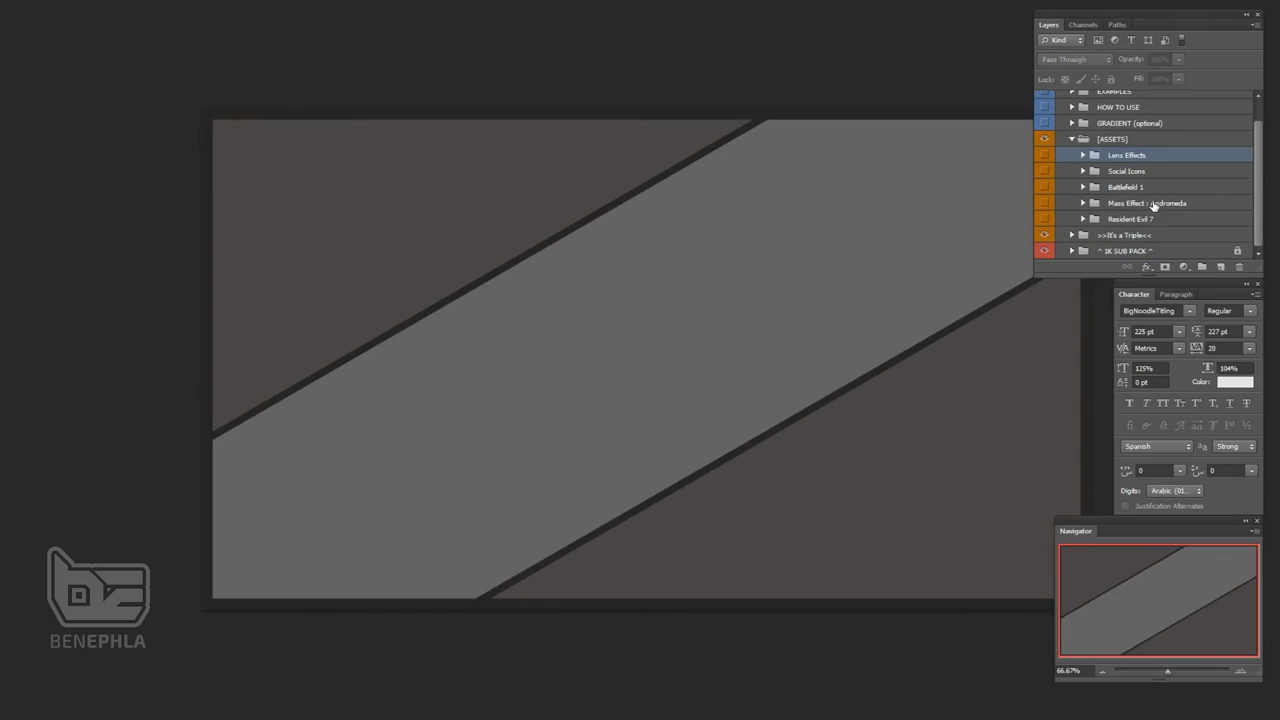 Layers Channels Paths
Kind
Pass Through Opacity: 100%
Lock: Fill: 100%
EXAMPLES
HOW TO USE
GRADIENT (optional)
[ASSETS]
Lens Effects
Social Icons
Battlefield 1
Mass Effect : Andromeda
Resident Evil 7
>>It's a Triple<<
^ 1K SUB PACK ^
Character Paragraph
BigNoodleTitling Regular
225 pt 227 pt
Metrics 20
125% 104%
0 pt Color:
Spanish Strong
0 0
Digits: Arabic (01...
Justification Alternates
Navigator
66.67%
BENEPHLA